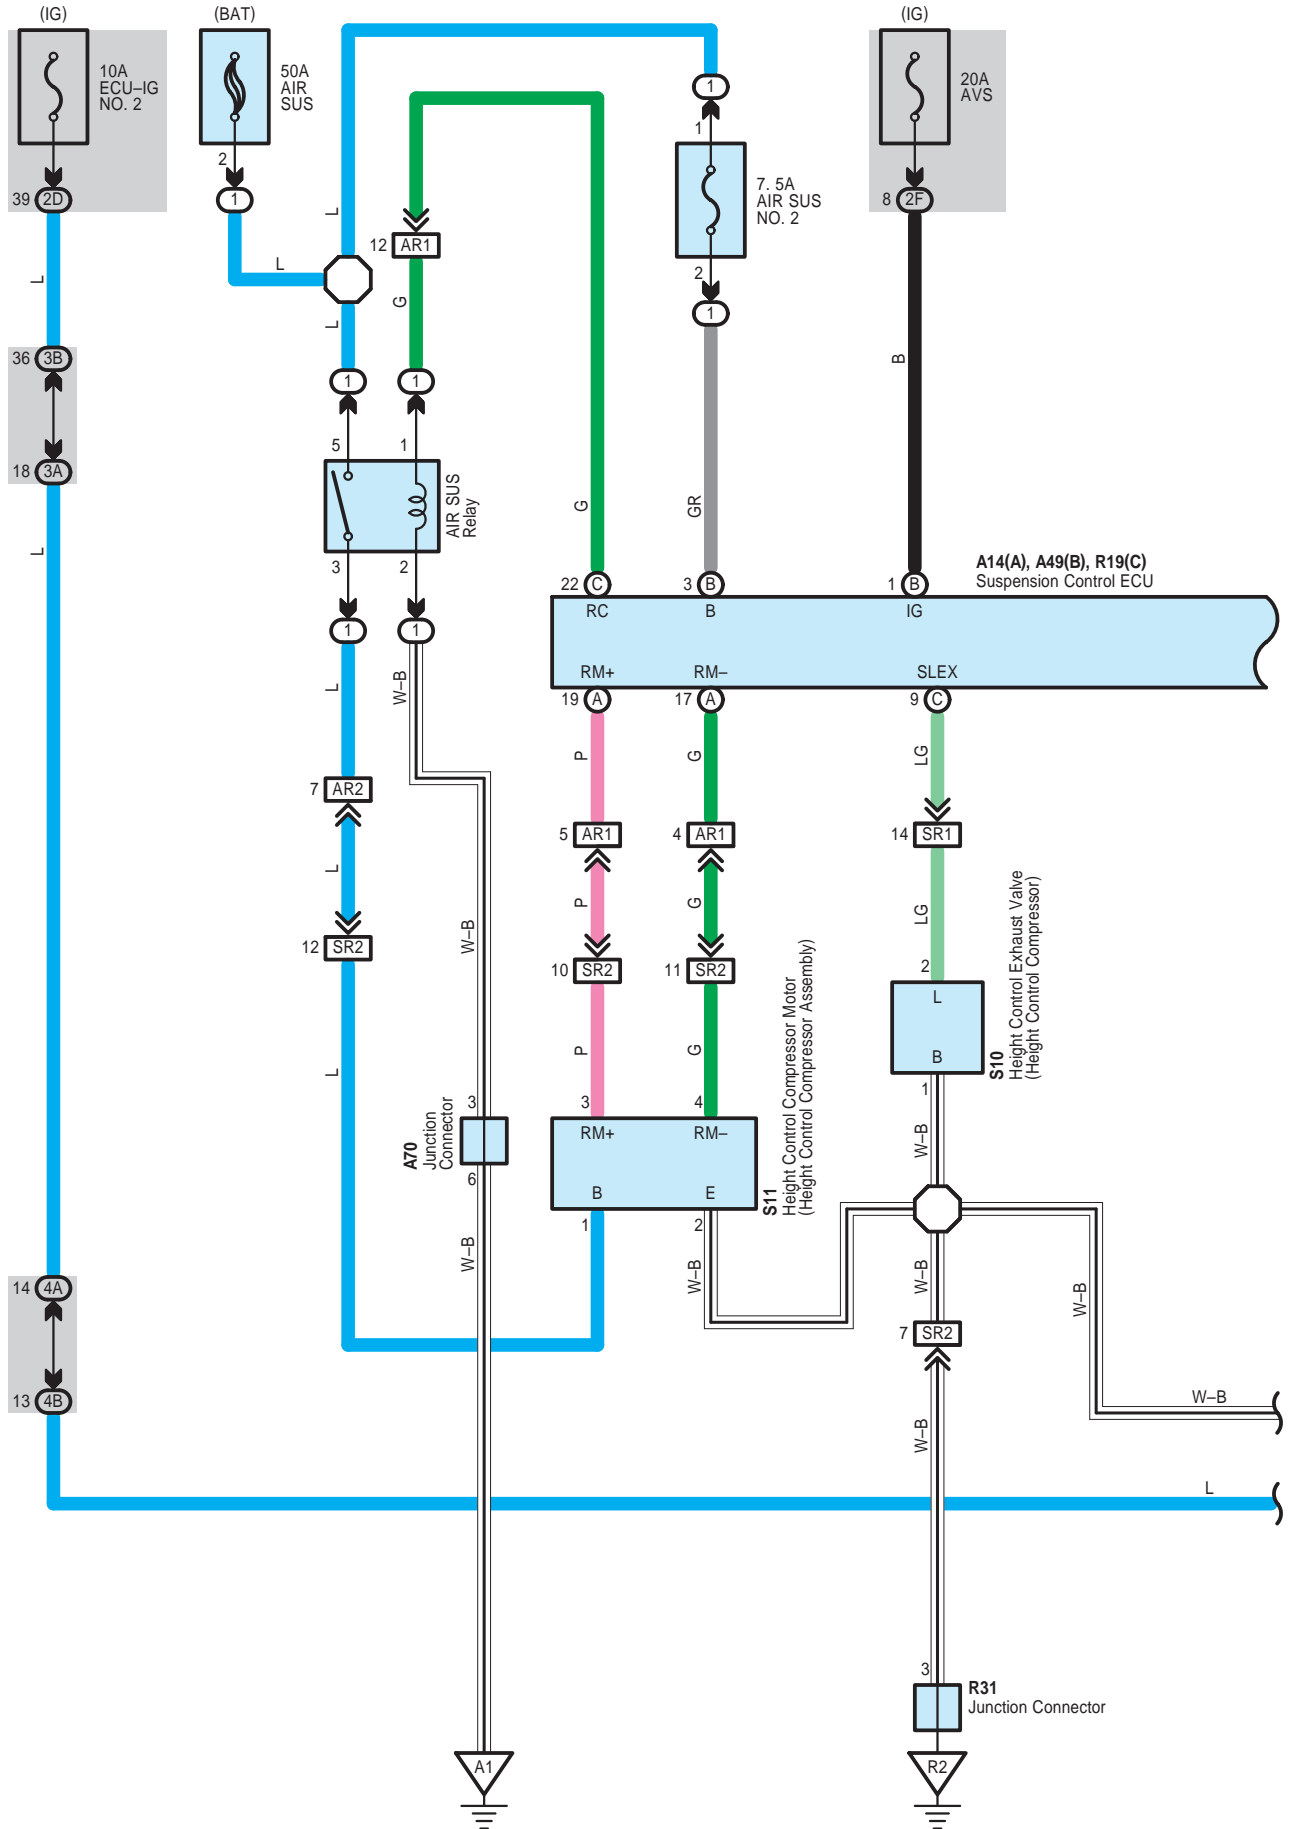 (IG)
(BAT)
(IG)
10A
ECU–IG
NO. 2
50A
AIR
SUS
20A
AVS
1
1
2
7. 5A
AIR SUS
NO. 2
39 2D
1
8 2F
L
12 AR1
L
L
2
1
L
G
L
36 3B
B
1
1
5
1
18 3A
AIR SUS
Relay
G
GR
L
3
2
A14(A), A49(B), R19(C)
Suspension Control ECU
22 C
3 B
1 B
RC
B
IG
1
1
RM+
RM–
SLEX
L
W–B
19 A
17 A
9 C
P
G
LG
7 AR2
5 AR1
4 AR1
14 SR1
L
P
G
LG
W–B
12 SR2
10 SR2
11 SR2
2
L
B
1
S10
Height Control Exhaust Valve
(Height Control Compressor)
L
P
G
3
A70
Junction
Connector
6
3
4
RM+
RM–
B
E
S11
Height Control Compressor Motor
(Height Control Compressor Assembly)
1
2
W–B
W–B
W–B
W–B
W–B
14 4A
7 SR2
13 4B
W–B
W–B
L
3
R31
Junction Connector
A1
R2